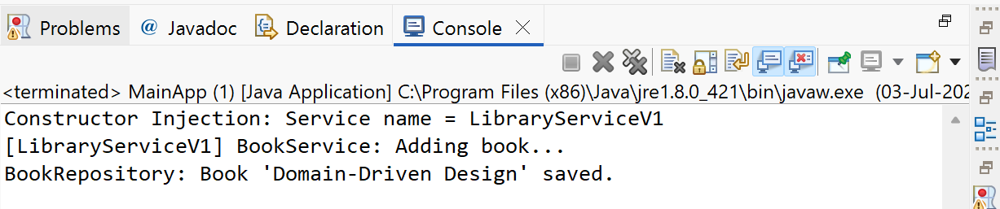 Problems @ Javadoc Declaration Console
<terminated> MainApp (1) [Java Application] C:\Program Files (x86)\Java\jre1.8.0_421\bin\javaw.exe (03-Jul-202
Constructor Injection: Service name = LibraryServiceV1
[LibraryServiceV1] BookService: Adding book...
BookRepository: Book 'Domain-Driven Design' saved.